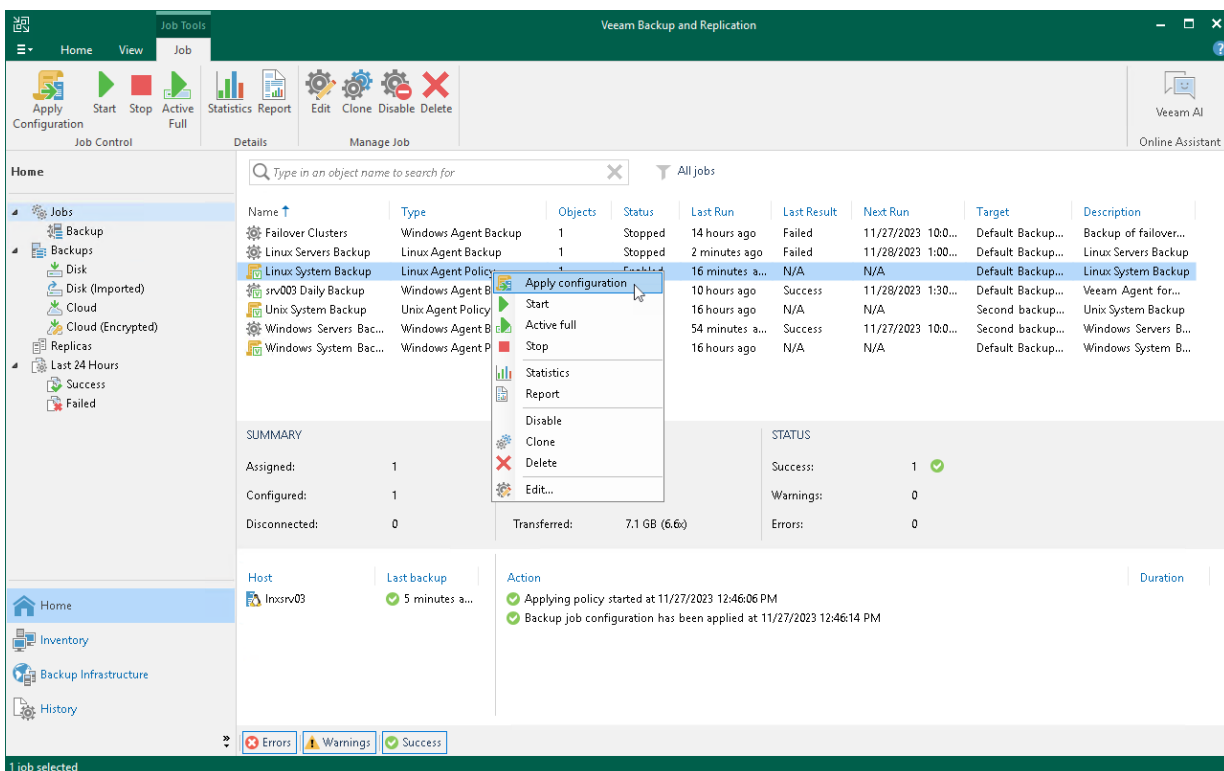 Job Tools
Veeam Backup and Replication
Home View Job
Apply Configuration
Start
Stop
Active Full
Statistics
Report
Edit
Clone
Disable
Delete
Veeam AI
Job Control
Details
Manage Job
Online Assistant
Home
Type in an object name to search for
All jobs
Jobs
Backup
Backups
Disk
Disk (Imported)
Cloud
Cloud (Encrypted)
Replicas
Last 24 Hours
Success
Failed
Name Type Objects Status Last Run Last Result Next Run Target Description
Failover Clusters Windows Agent Backup 1 Stopped 14 hours ago Failed 11/27/2023 10:0... Default Backup... Backup of failover...
Linux Servers Backup Linux Agent Backup 1 Stopped 2 minutes ago Failed 11/28/2023 1:00... Default Backup... Linux Servers Backup
Linux System Backup Linux Agent Policy 1 Enabled 16 minutes a... N/A N/A Default Backup... Linux System Backup
srv003 Daily Backup Windows Agent B 10 hours ago Success 11/28/2023 1:30... Default Backup... Veeam Agent for...
Unix System Backup Unix Agent Policy 16 hours ago N/A N/A Second backup... Unix System Backup
Windows Servers Bac... Windows Agent B 54 minutes a... Success 11/27/2023 10:0... Second backup... Windows Servers B...
Windows System Bac... Windows Agent P 16 hours ago N/A N/A Default Backup... Windows System B...
Apply configuration
Start
Active full
Stop
Statistics
Report
Disable
Clone
Delete
Edit...
SUMMARY
STATUS
Assigned: 1
Success: 1
Configured: 1
Warnings: 0
Disconnected: 0
Transferred: 7.1 GB (6.6x)
Errors: 0
Host Last backup Action Duration
lnxsrv03 5 minutes a...
Applying policy started at 11/27/2023 12:46:06 PM
Backup job configuration has been applied at 11/27/2023 12:46:14 PM
Home
Inventory
Backup Infrastructure
History
Errors Warnings Success
1 job selected